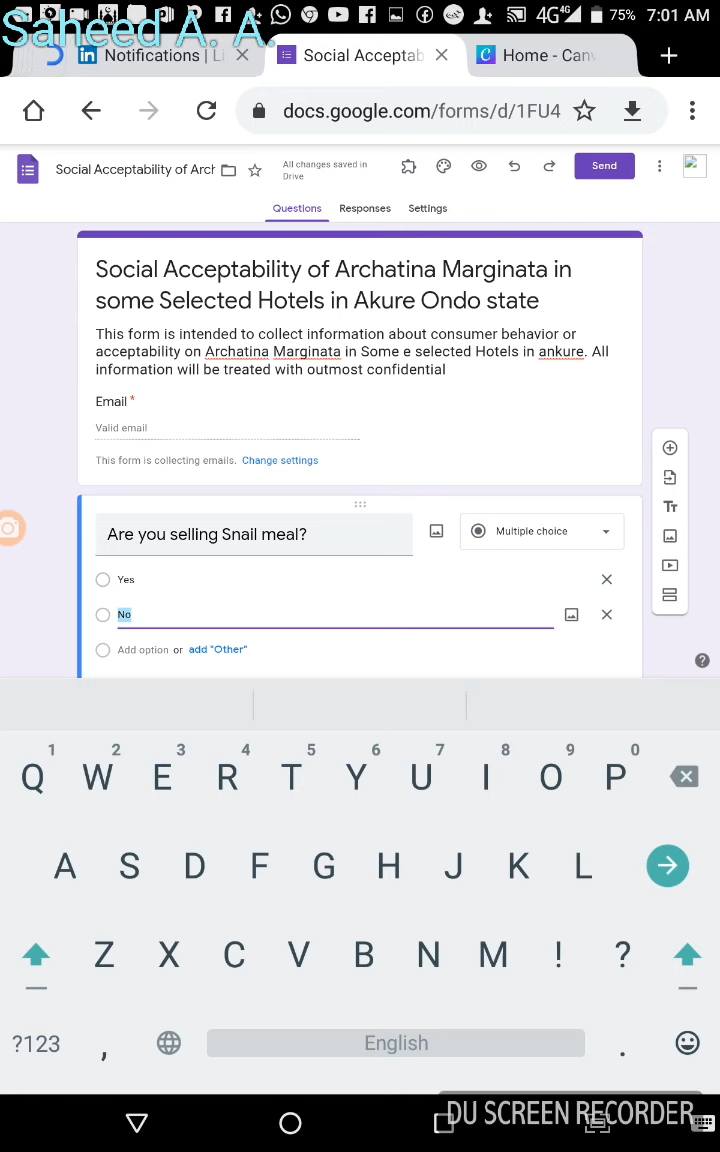 Saheed A. A.
4G 4G 75% 7:01 AM
Notifications | Li
Social Acceptab
Home - Canv
docs.google.com/forms/d/1FU4
Social Acceptability of Arch
All changes saved in
Drive
Send
Questions Responses Settings
Social Acceptability of Archatina Marginata in
some Selected Hotels in Akure Ondo state
This form is intended to collect information about consumer behavior or
acceptability on Archatina Marginata in Some e selected Hotels in ankure. All
information will be treated with outmost confidential
Email *
Valid email
This form is collecting emails. Change settings
Tt
Are you selling Snail meal?
Multiple choice
Yes
No
Add option or add "Other"
1 2 3 4 5 6 7 8 9 0
Q W E R T Y U I O P
A S D F G H J K L
Z X C V B N M ! ?
?123 , English .
DU SCREEN RECORDER